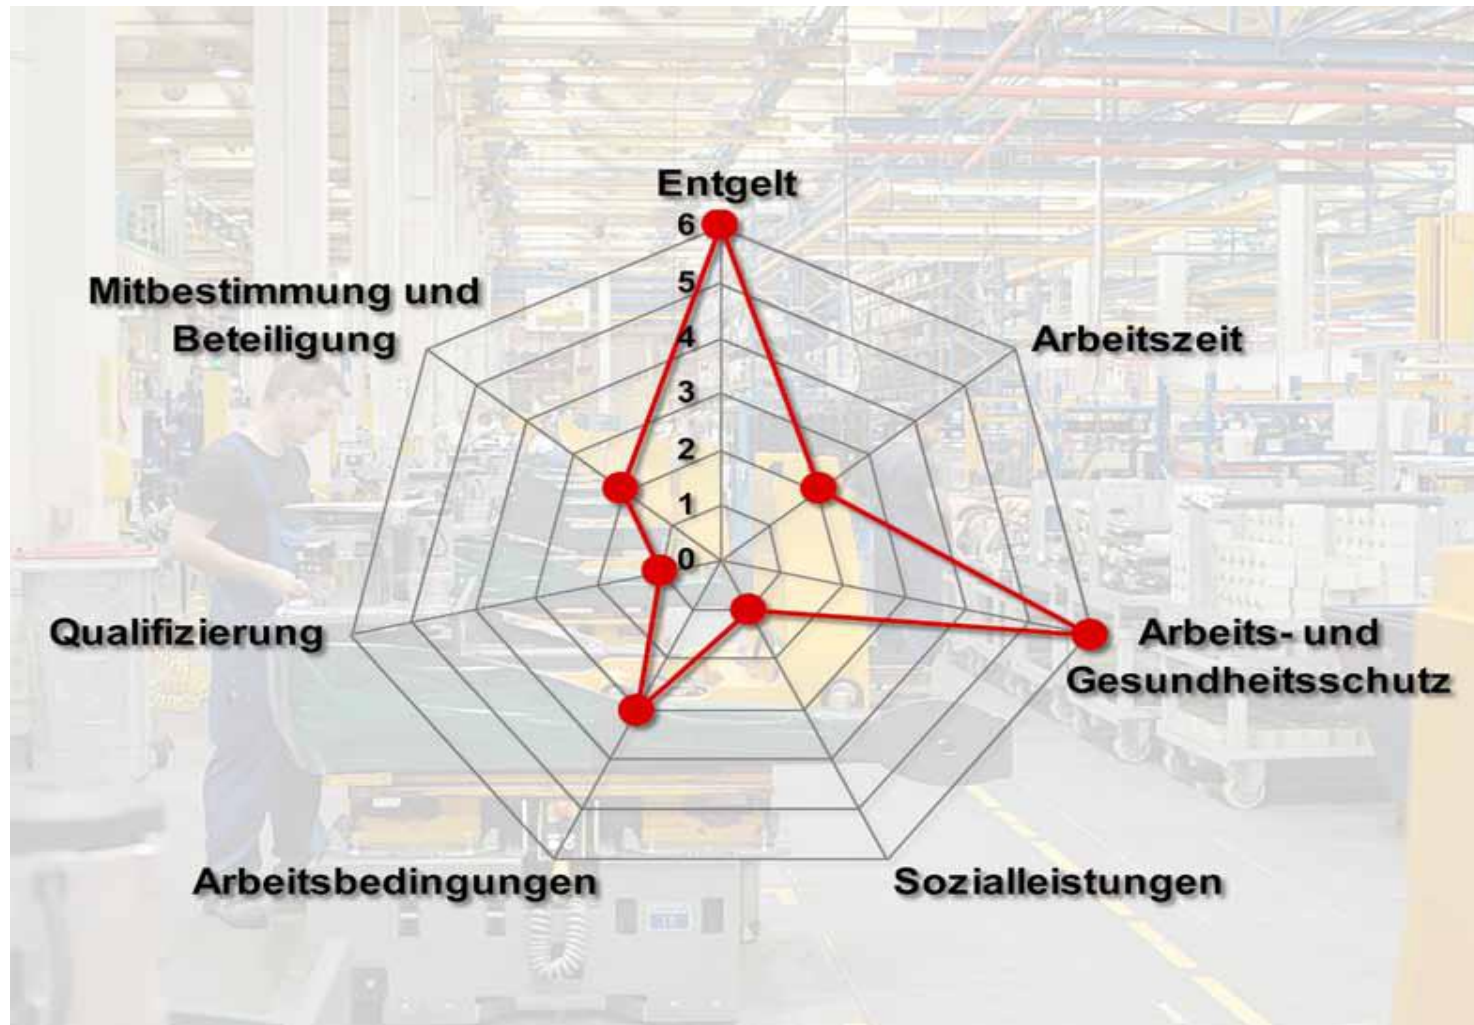 Entgelt
6
Mitbestimmung und
Beteiligung
5
Arbeitszeit
4
3
2
1
0
Qualifizierung
Arbeits- und
Gesundheitsschutz
Arbeitsbedingungen
Sozialleistungen